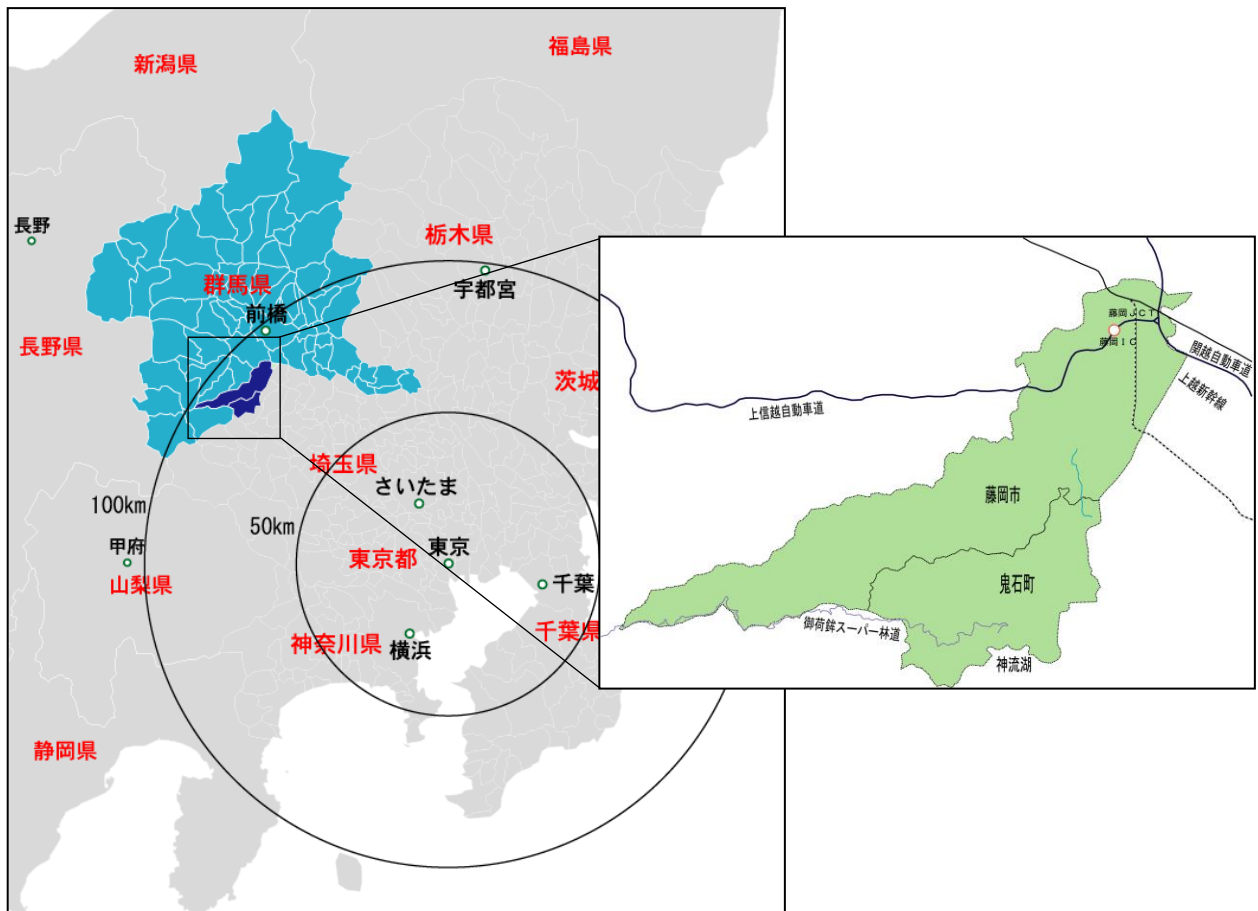 福島県
新潟県
長野
栃木県
宇都宮
群馬県
前橋
長野県
茨城
埼玉県
さいたま
100km
50km
甲府
山梨県
東京都
東京
千葉
千葉県
神奈川県
横浜
静岡県
藤岡JCT
藤岡IC
関越自動車道
上越新幹線
上信越自動車道
藤岡市
鬼石町
御荷鉾スーパー林道
神流湖